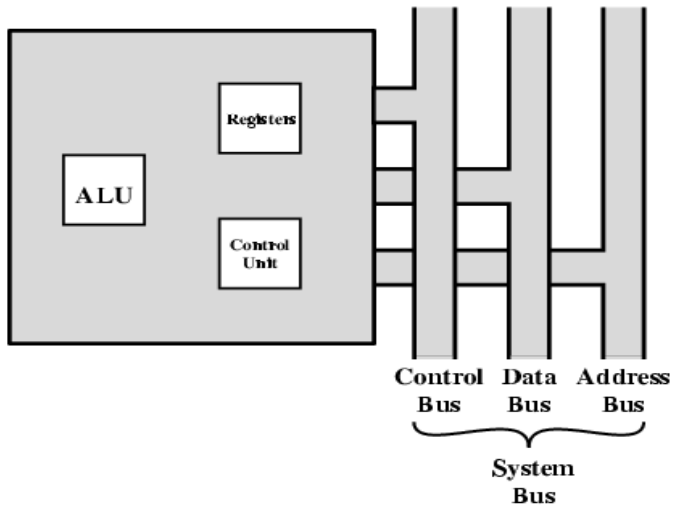 Registers
ALU
Control
Unit
Control Data Address
Bus Bus Bus
System
Bus